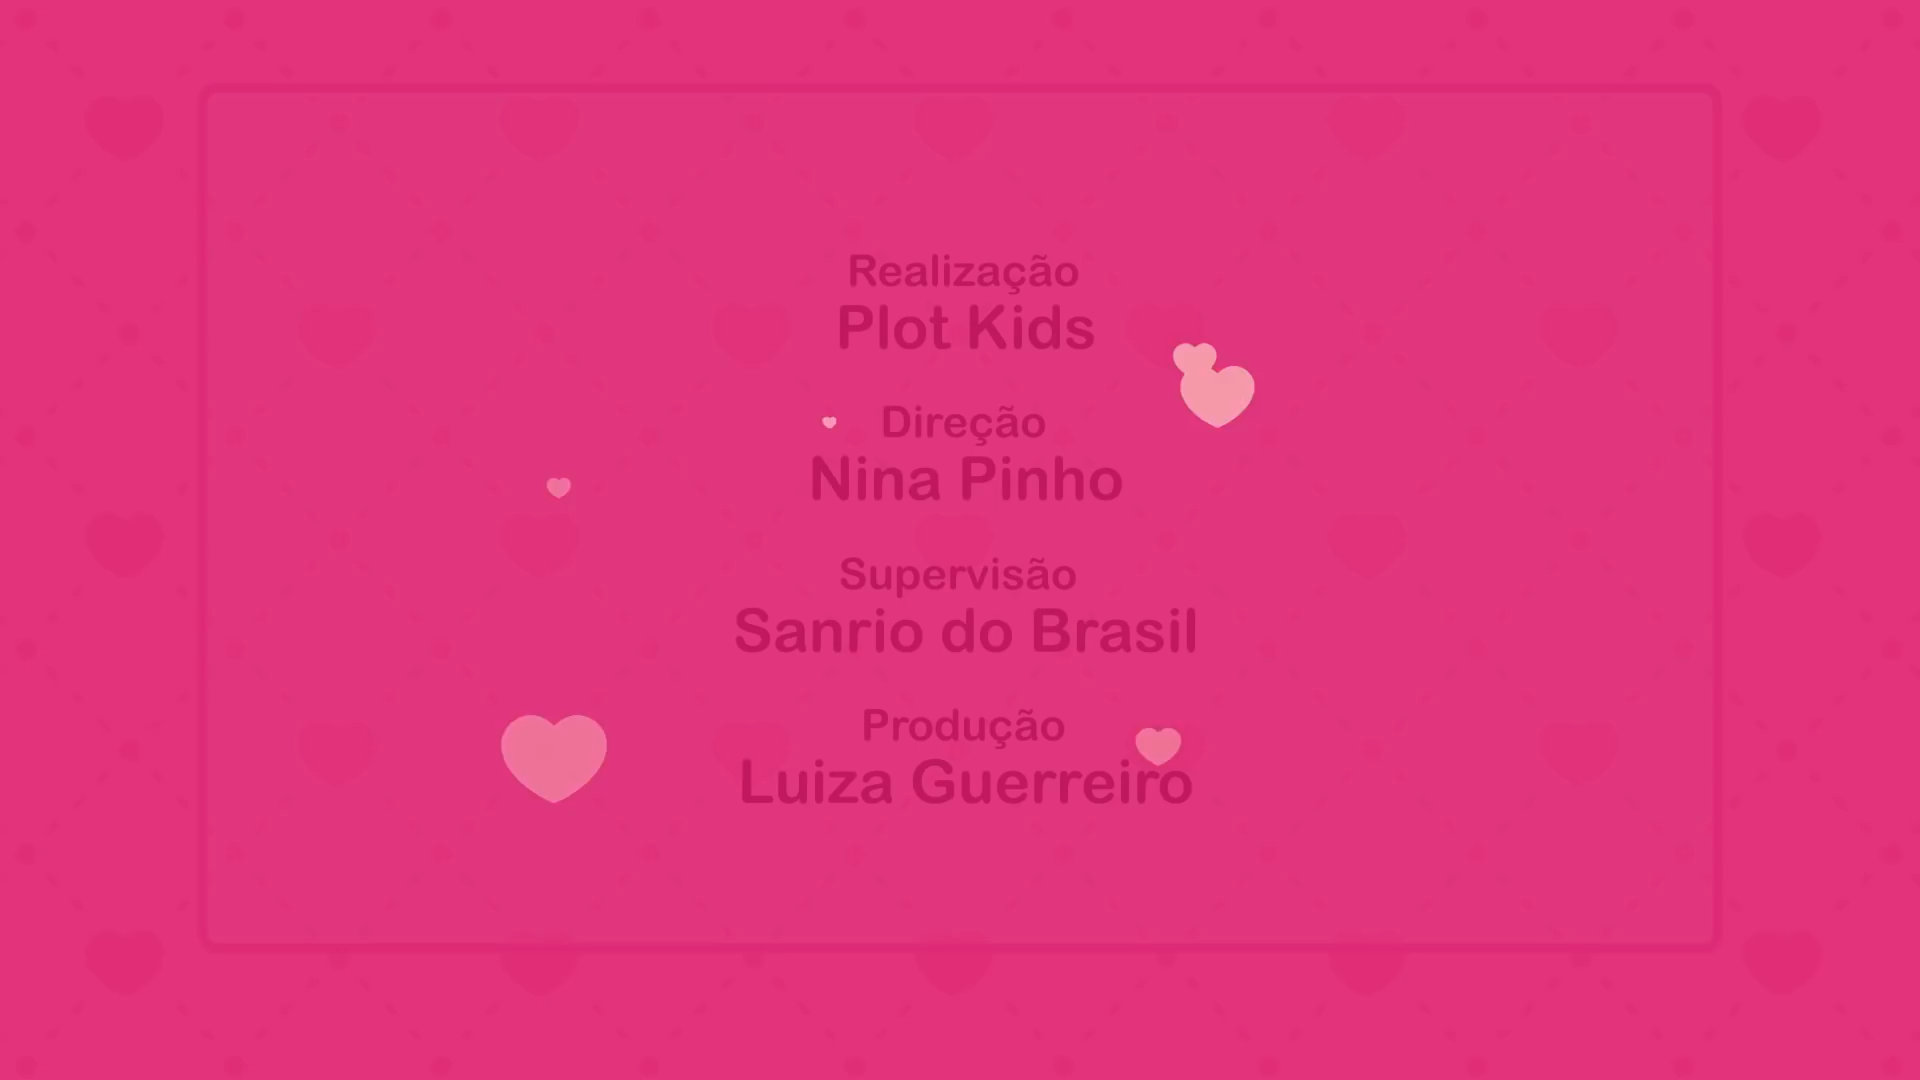 Realização
Plot Kids
Direção
Nina Pinho
Supervisão
Sanrio do Brasil
Produção
Luiza Guerreiro